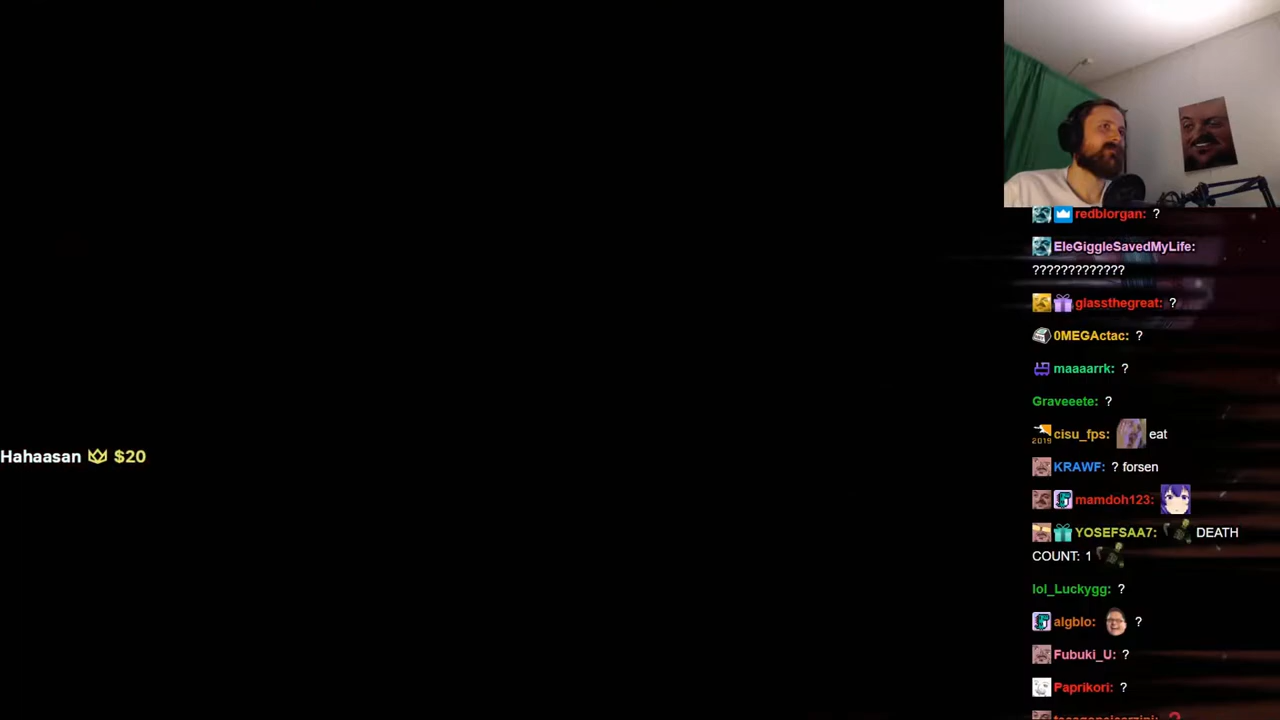 redblorgan: ?
EleGiggleSavedMyLife:
?????????????
glassthegreat: ?
0MEGActac: ?
maaaarrk: ?
Graveeete: ?
2019 cisu_fps: eat
Hahaasan $20
KRAWF: ? forsen
mamdoh123:
YOSEFSAA7: DEATH
COUNT: 1
lol_Luckygg: ?
algblo: ?
Fubuki_U: ?
Paprikori: ?